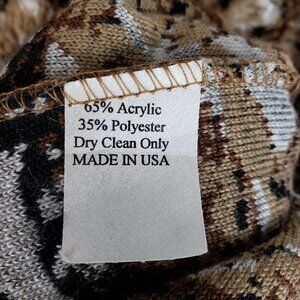 65% Acrylic
35% Polyester
Dry Clean Only
MADE IN USA